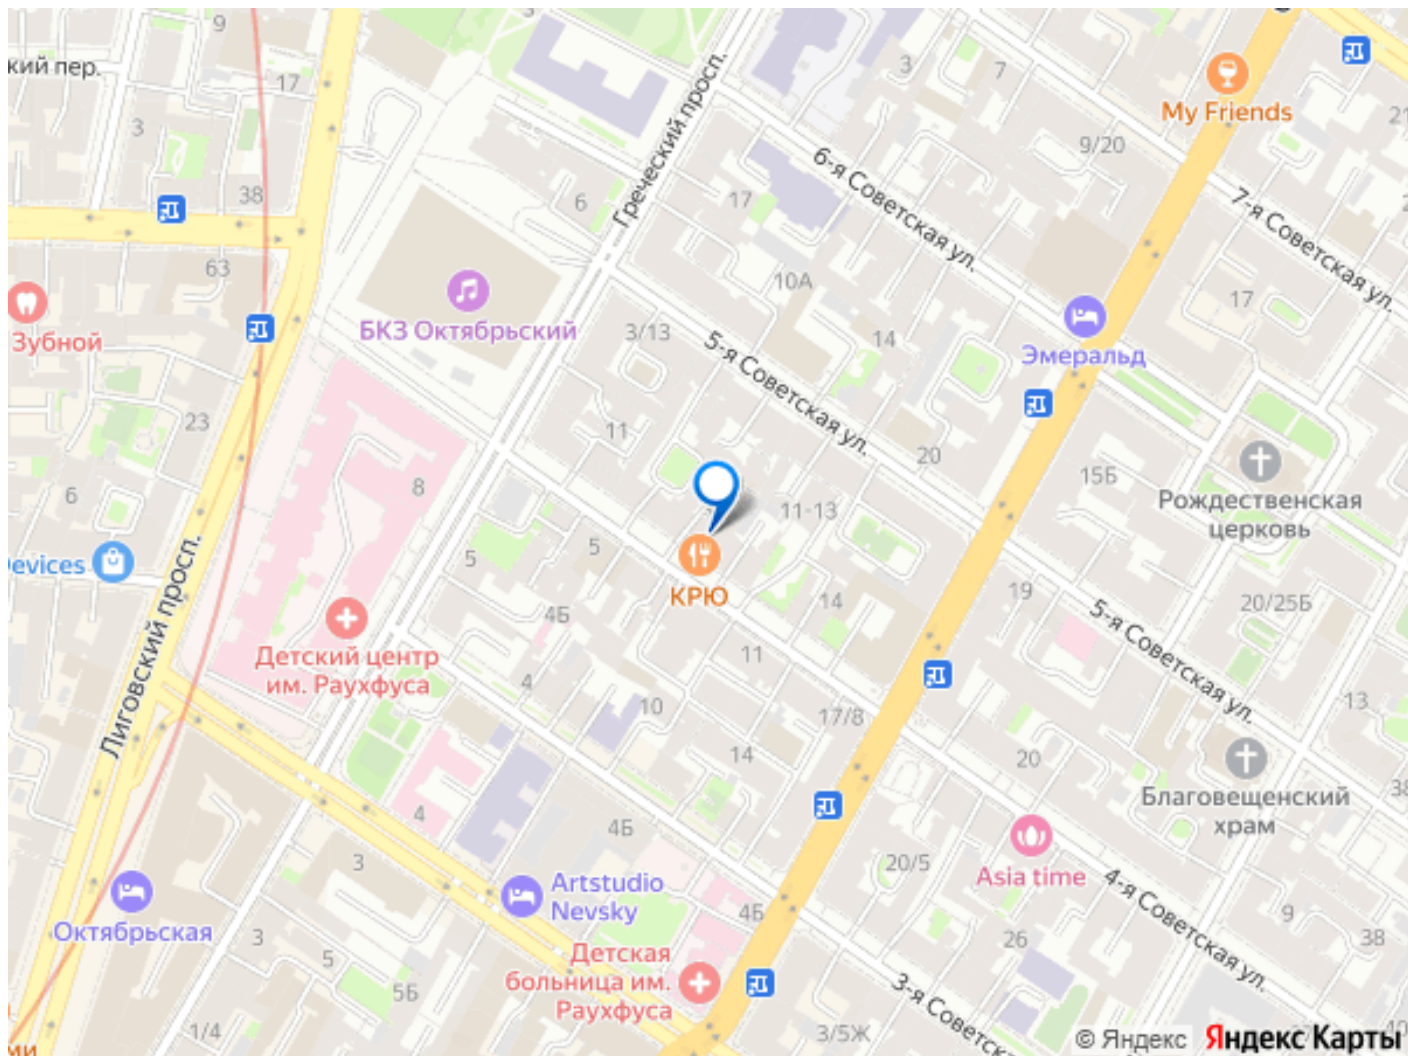 9
кий пер.
17
3
38
63
Зубной
23
6
evices
Лиговский просп.
Октябрьская
3
5
5Б
1/4
ми
БКЗ Октябрьский
Греческий просп.
6
17
3
7
9/20
My Friends
21
6-я Советская ул.
7-я Советская ул.
10А
14
3/13
5-я Советская ул.
11
20
Эмеральд
17
15Б
Рождественская
церковь
8
5
5
11-13
КРЮ
4Б
14
11
19
20/25Б
5-я Советская ул.
13
Детский центр
им. Раухфуса
4
10
14
17/8
20
Благовещенский
храм
38
4
3
4Б
Artstudio
Nevsky
4Б
20/5
Asia time
4-я Советская ул.
9
38
26
Детская
больница им.
Раухфуса
3-я Советска
3/5Ж
© Яндекс Яндекс Карты